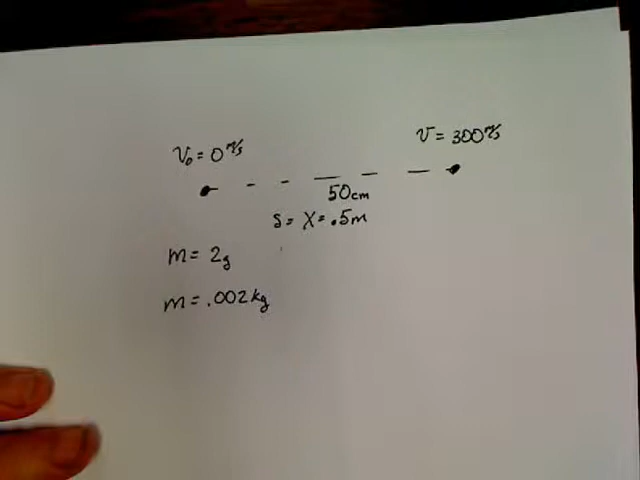 V₀ = 0 m/s
v = 300 m/s
50cm
s = x = .5m
m = 2g
m = .002kg